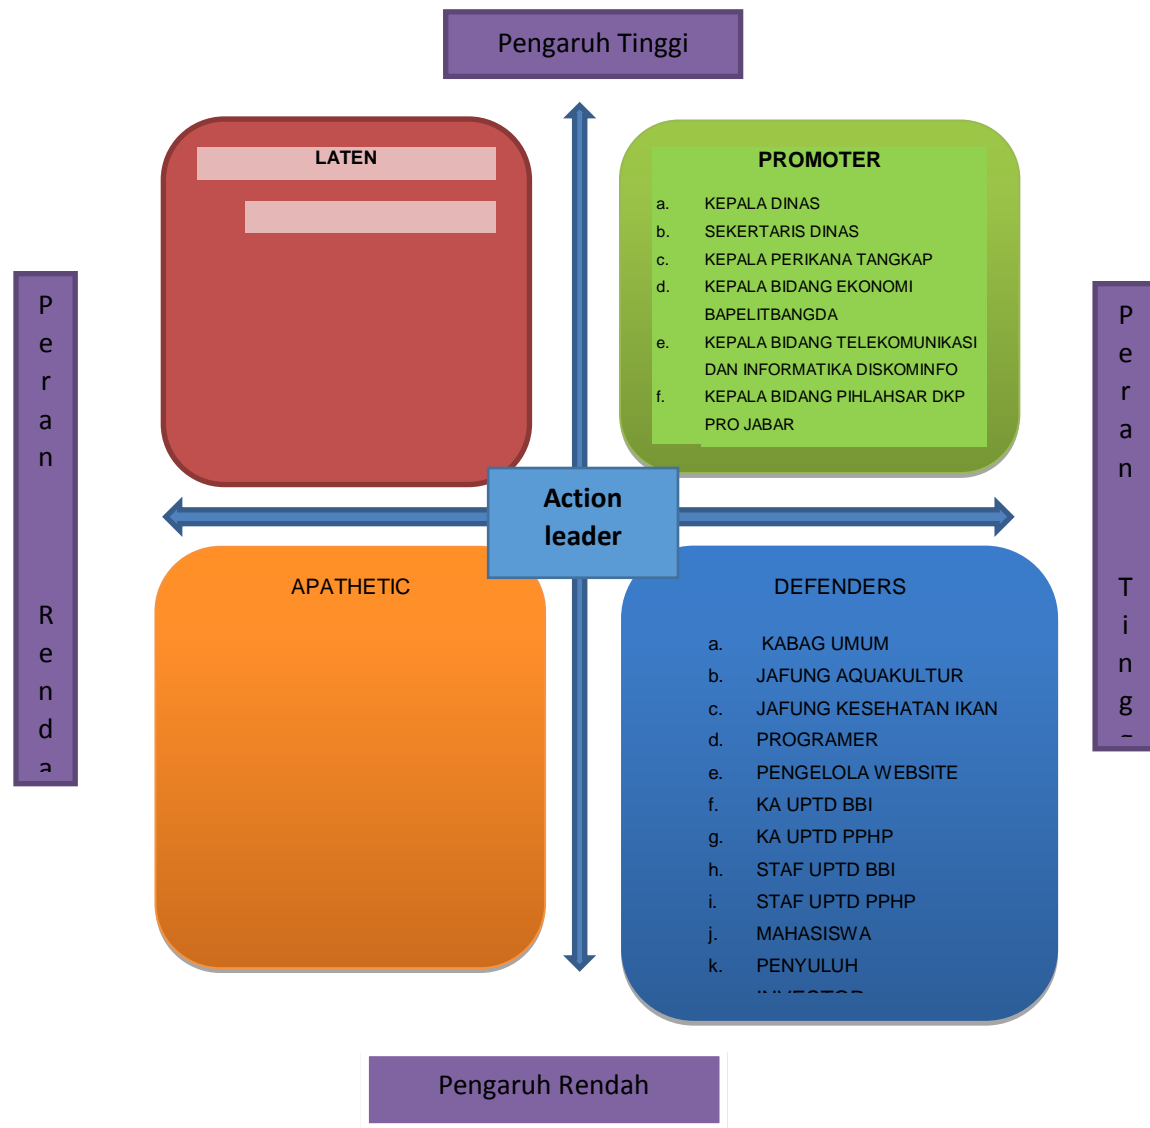 Pengaruh Tinggi
LATEN
PROMOTER
a. KEPALA DINAS
b. SEKERTARIS DINAS
c. KEPALA PERIKANA TANGKAP
d. KEPALA BIDANG EKONOMI
BAPELITBANGDA
e. KEPALA BIDANG TELEKOMUNIKASI
DAN INFORMATIKA DISKOMINFO
f. KEPALA BIDANG PIHLAHSAR DKP
PRO JABAR
P
e
r
a
n
R
e
n
d
a
P
e
r
a
n
T
i
n
g
Action
leader
APATHETIC
DEFENDERS
a. KABAG UMUM
b. JAFUNG AQUAKULTUR
c. JAFUNG KESEHATAN IKAN
d. PROGRAMER
e. PENGELOLA WEBSITE
f. KA UPTD BBI
g. KA UPTD PPHP
h. STAF UPTD BBI
i. STAF UPTD PPHP
j. MAHASISWA
k. PENYULUH
Pengaruh Rendah